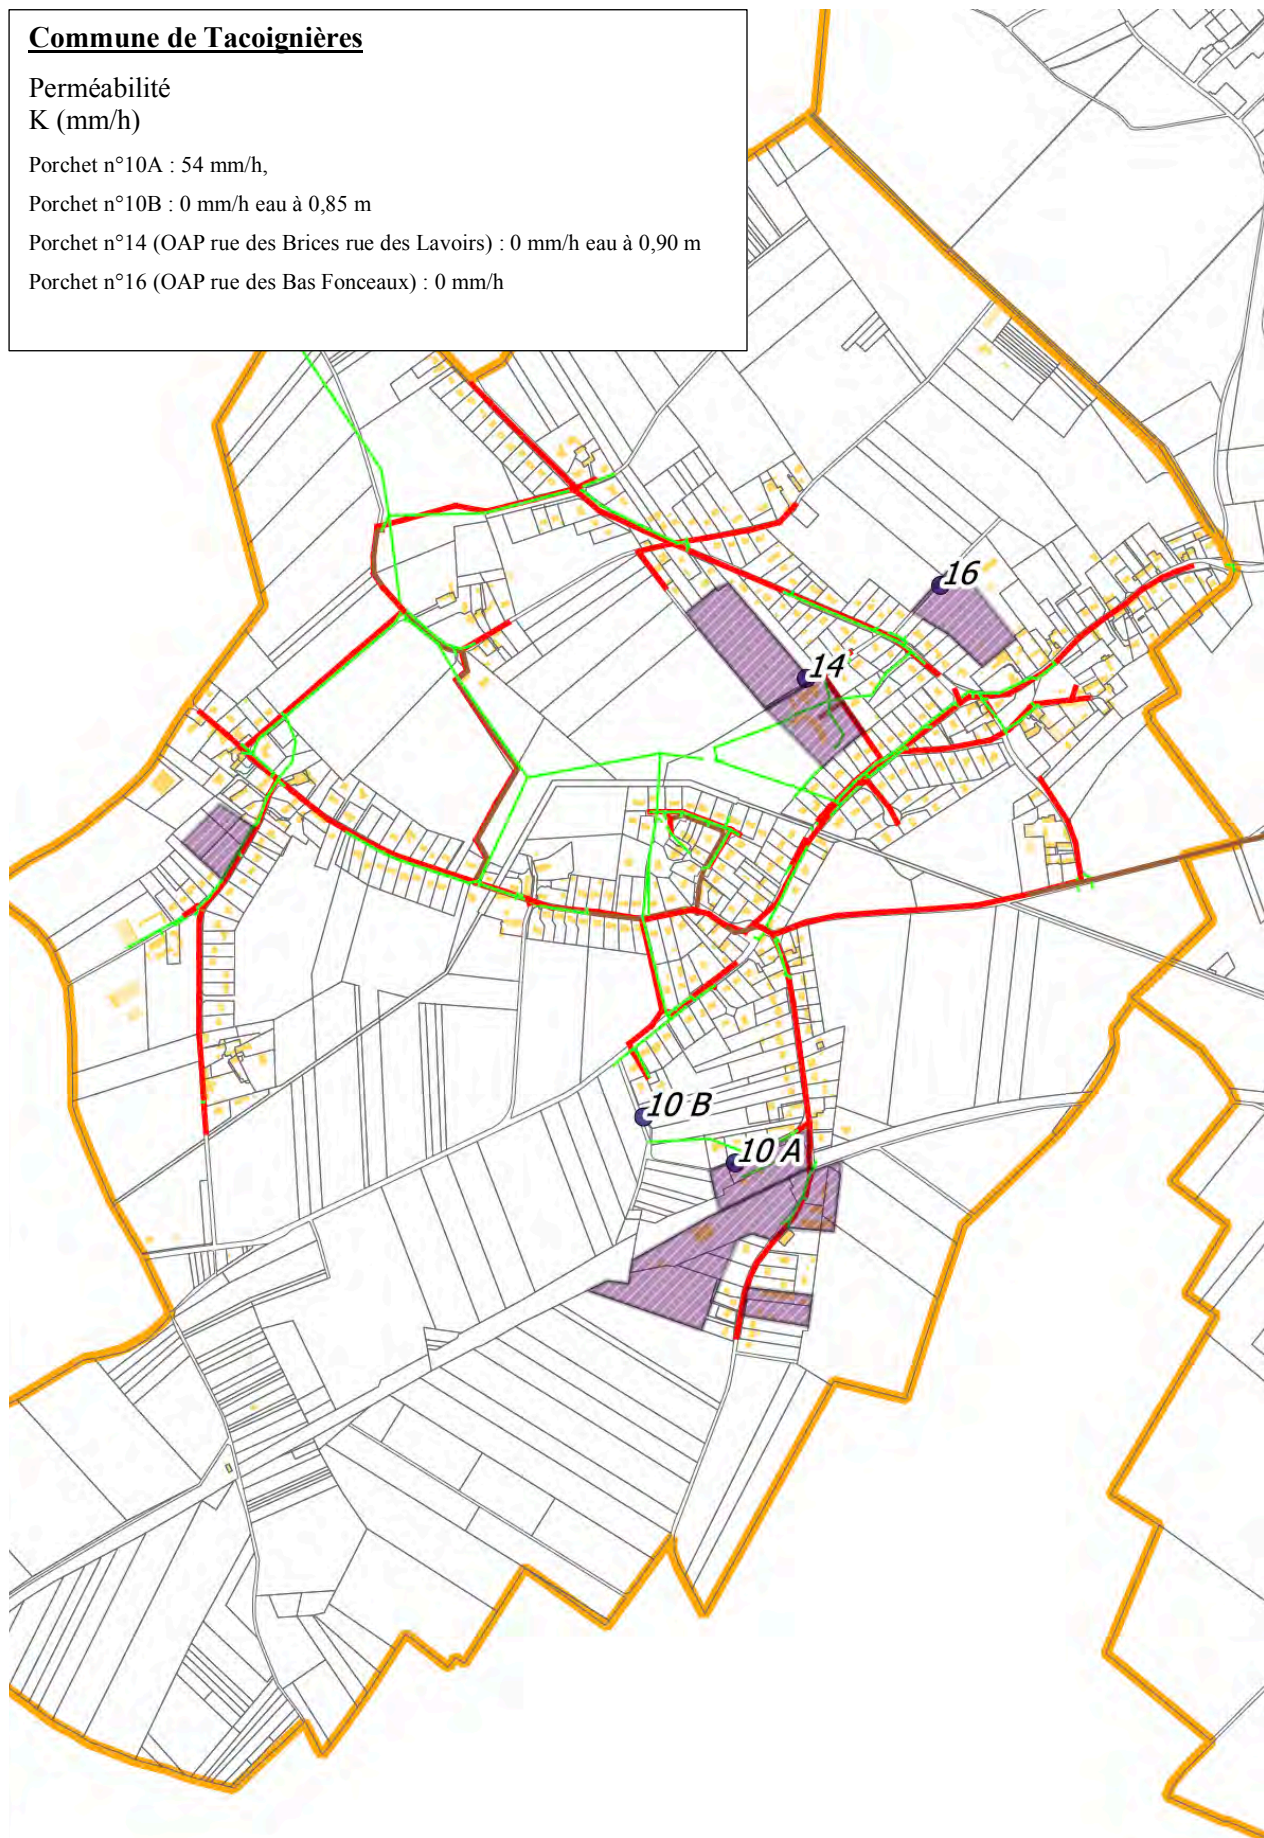 Commune de Tacoignières
Perméabilité
K (mm/h)
Porchet n°10A : 54 mm/h,
Porchet n°10B : 0 mm/h eau à 0,85 m
Porchet n°14 (OAP rue des Brices rue des Lavoirs) : 0 mm/h eau à 0,90 m
Porchet n°16 (OAP rue des Bas Fonceaux) : 0 mm/h
16
14
10 B
10 A